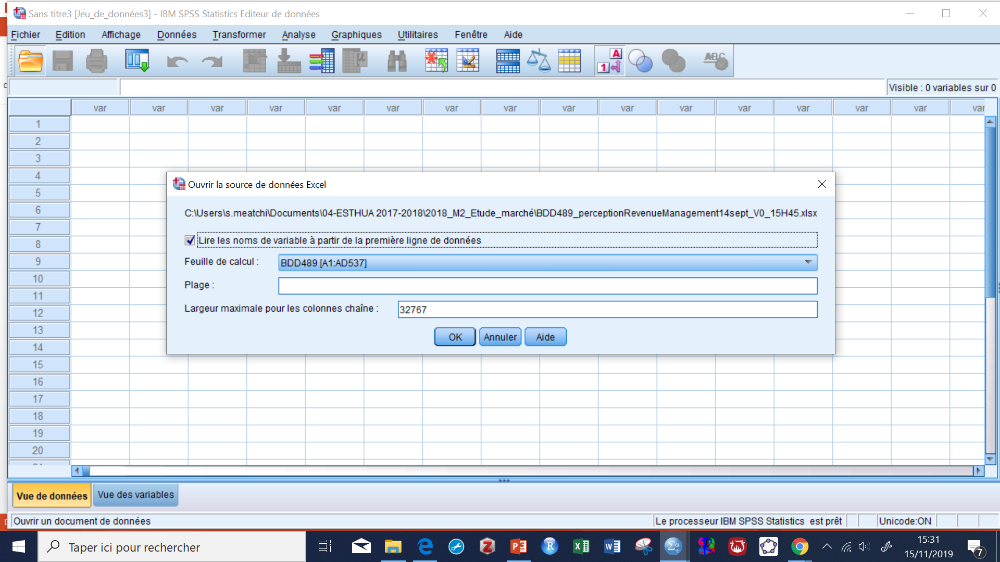 Sans titre3 [Jeu_de_données3] - IBM SPSS Statistics Editeur de données
Fichier Edition Affichage Données Transformer Analyse Graphiques Utilitaires Fenêtre Aide
Visible : 0 variables sur 0
var var var var var var var var var var var var var var var var
1
2
3
4
5
6
7
8
9
10
11
12
13
14
15
16
17
18
19
20
Ouvrir la source de données Excel
C:\Users\s.meatchi\Documents\04-ESTHUA 2017-2018\2018_M2_Etude_marché\BDD489_perceptionRevenueManagement14sept_V0_15H45.xlsx
Lire les noms de variable à partir de la première ligne de données
Feuille de calcul : BDD489 [A1:AD537]
Plage :
Largeur maximale pour les colonnes chaîne : 32767
OK Annuler Aide
Vue de données Vue des variables
Ouvrir un document de données Le processeur IBM SPSS Statistics est prêt Unicode:ON
Taper ici pour rechercher
15:31
15/11/2019
7